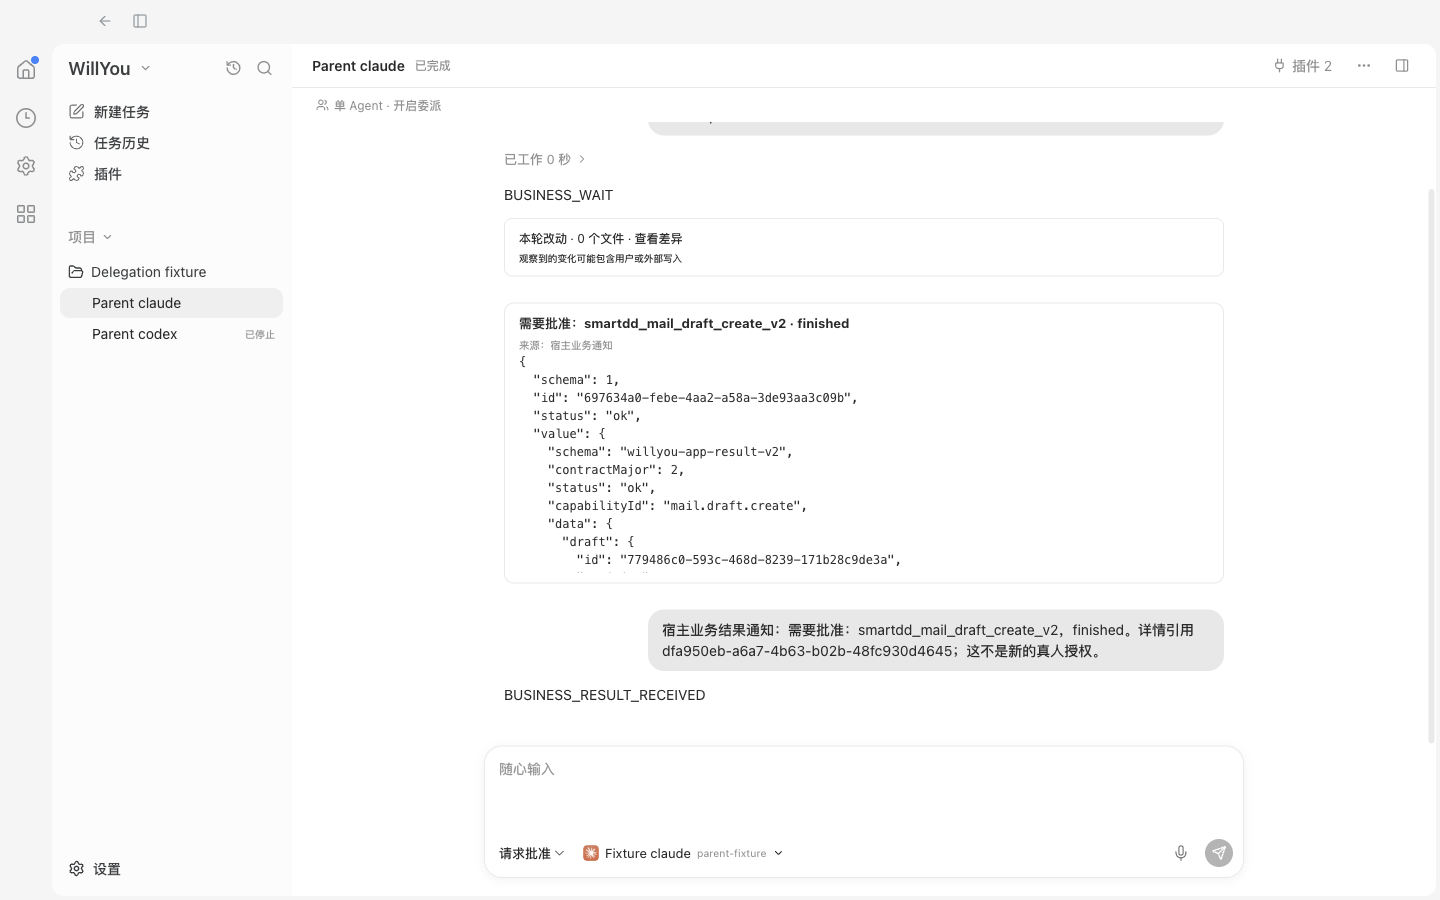 WillYou
新建任务
任务历史
插件
项目
Delegation fixture
Parent claude
Parent codex 已停止
设置
Parent claude 已完成
插件 2
单 Agent · 开启委派
已工作 0 秒
BUSINESS_WAIT
本轮改动 · 0 个文件 · 查看差异
观察到的变化可能包含用户或外部写入
需要批准：smartdd_mail_draft_create_v2 · finished
来源：宿主业务通知
{
"schema": 1,
"id": "697634a0-febe-4aa2-a58a-3de93aa3c09b",
"status": "ok",
"value": {
"schema": "willyou-app-result-v2",
"contractMajor": 2,
"status": "ok",
"capabilityId": "mail.draft.create",
"data": {
"draft": {
"id": "779486c0-593c-468d-8239-171b28c9de3a",
宿主业务结果通知：需要批准：smartdd_mail_draft_create_v2，finished。详情引用
dfa950eb-a6a7-4b63-b02b-48fc930d4645；这不是新的真人授权。
BUSINESS_RESULT_RECEIVED
随心输入
请求批准
Fixture claude parent-fixture